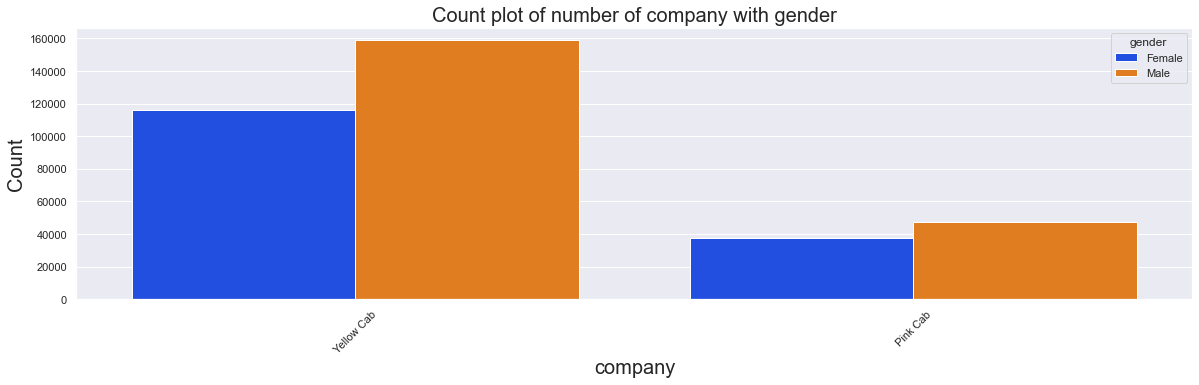 Count plot of number of company with gender
160000
140000
120000
100000
80000
60000
40000
20000
0
Count
gender
Female
Male
Yellow Cab
Pink Cab
company